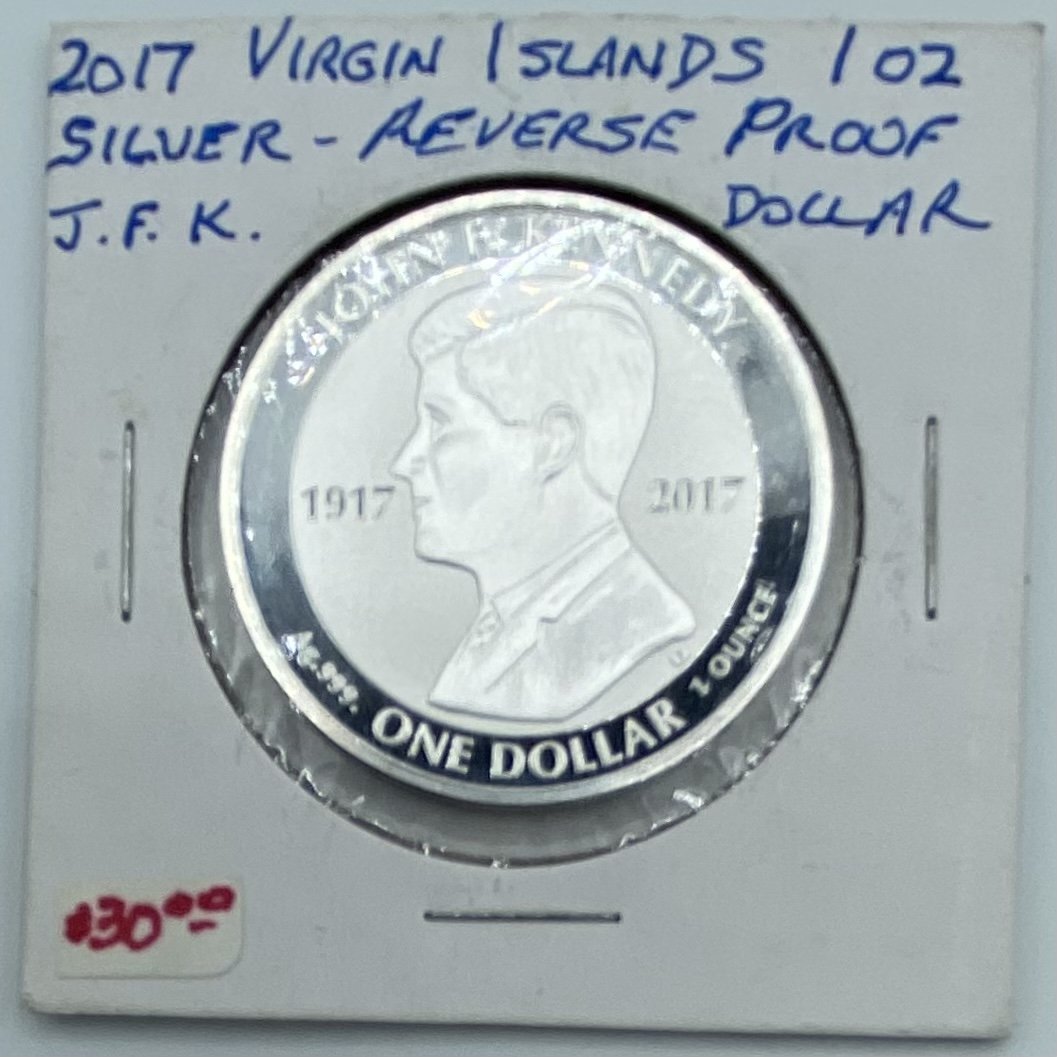 2017 VIRGIN ISLANDS 1 OZ
SILVER - REVERSE PROOF
J.F.K. DOLLAR
JOHN F. KENNEDY
1917 2017
Ag.999.
ONE DOLLAR
1 OUNCE
$30.00